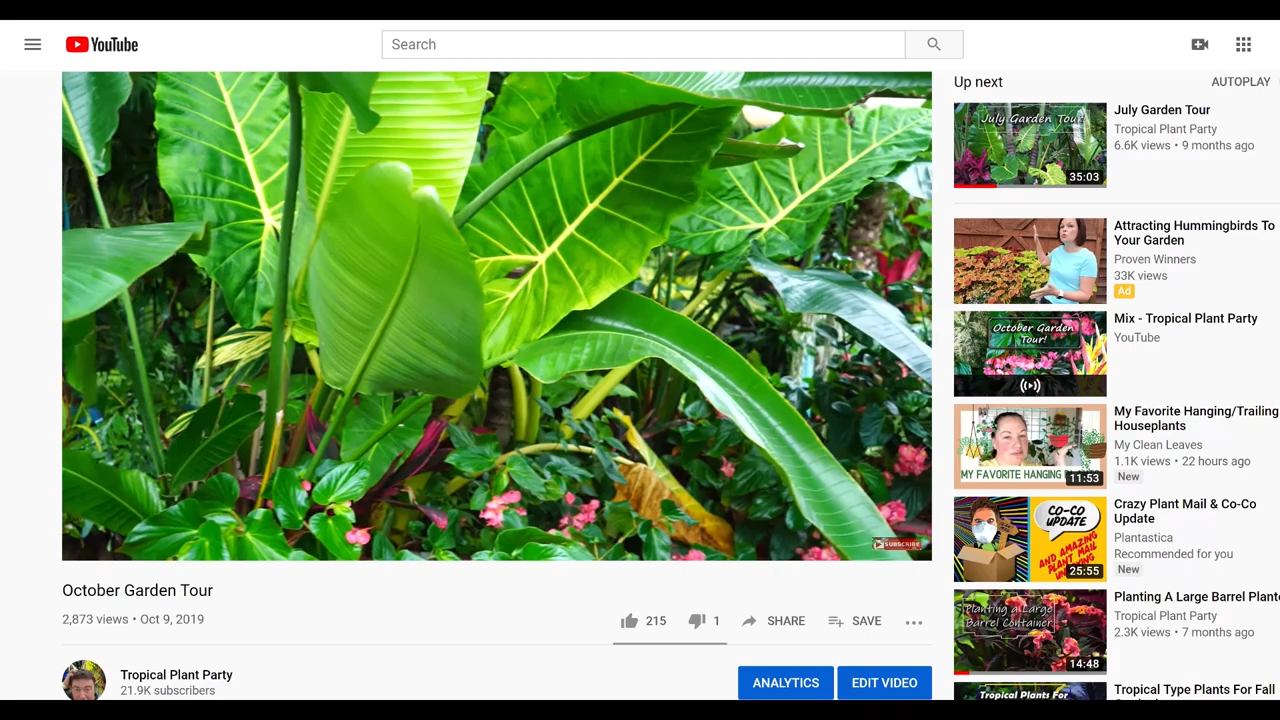 YouTube
Search
Up next
AUTOPLAY
SUBSCRIBE
October Garden Tour
2,873 views • Oct 9, 2019
215
1
SHARE
SAVE
Tropical Plant Party
21.9K subscribers
ANALYTICS
EDIT VIDEO
July Garden Tour!
35:03
July Garden Tour
Tropical Plant Party
6.6K views • 9 months ago
Attracting Hummingbirds To
Your Garden
Proven Winners
33K views
Ad
October Garden
Tour!
Mix - Tropical Plant Party
YouTube
MY FAVORITE HANGING
11:53
My Favorite Hanging/Trailing
Houseplants
My Clean Leaves
1.1K views • 22 hours ago
New
CO-CO
UPDATE
AND AMAZING
PLANT MAIL
25:55
Crazy Plant Mail & Co-Co
Update
Plantastica
Recommended for you
New
Planting a Large
Barrel Container
14:48
Planting A Large Barrel Plante
Tropical Plant Party
2.3K views • 7 months ago
Tropical Plants For
Tropical Type Plants For Fall